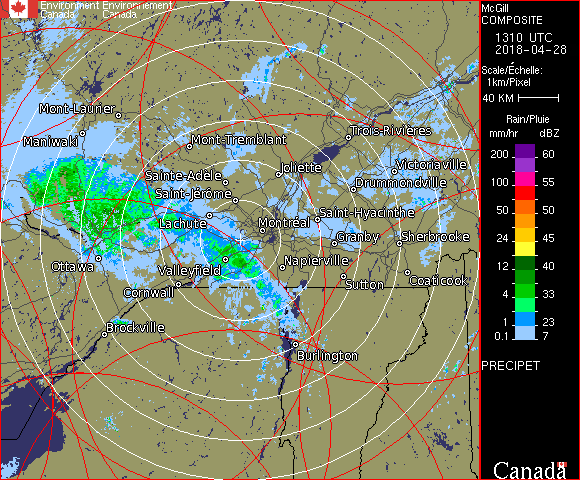 Environment Environnement
Canada Canada
McGill
COMPOSITE
1310 UTC
2018-04-28
Scale/Échelle:
1km/Pixel
40 KM
Rain/Pluie
mm/hr dBZ
200 60
100 55
50 50
24 45
12 40
4 33
1 23
0.1 7
PRECIPET
Canada
Mont-Laurier
Maniwaki
Mont-Tremblant
Trois-Rivières
Sainte-Adèle
Joliette
Victoriaville
Saint-Jérôme
Drummondville
Lachute
Montréal
Saint-Hyacinthe
Granby
Sherbrooke
Ottawa
Valleyfield
Napierville
Cornwall
Sutton
Coaticook
Brockville
Burlington